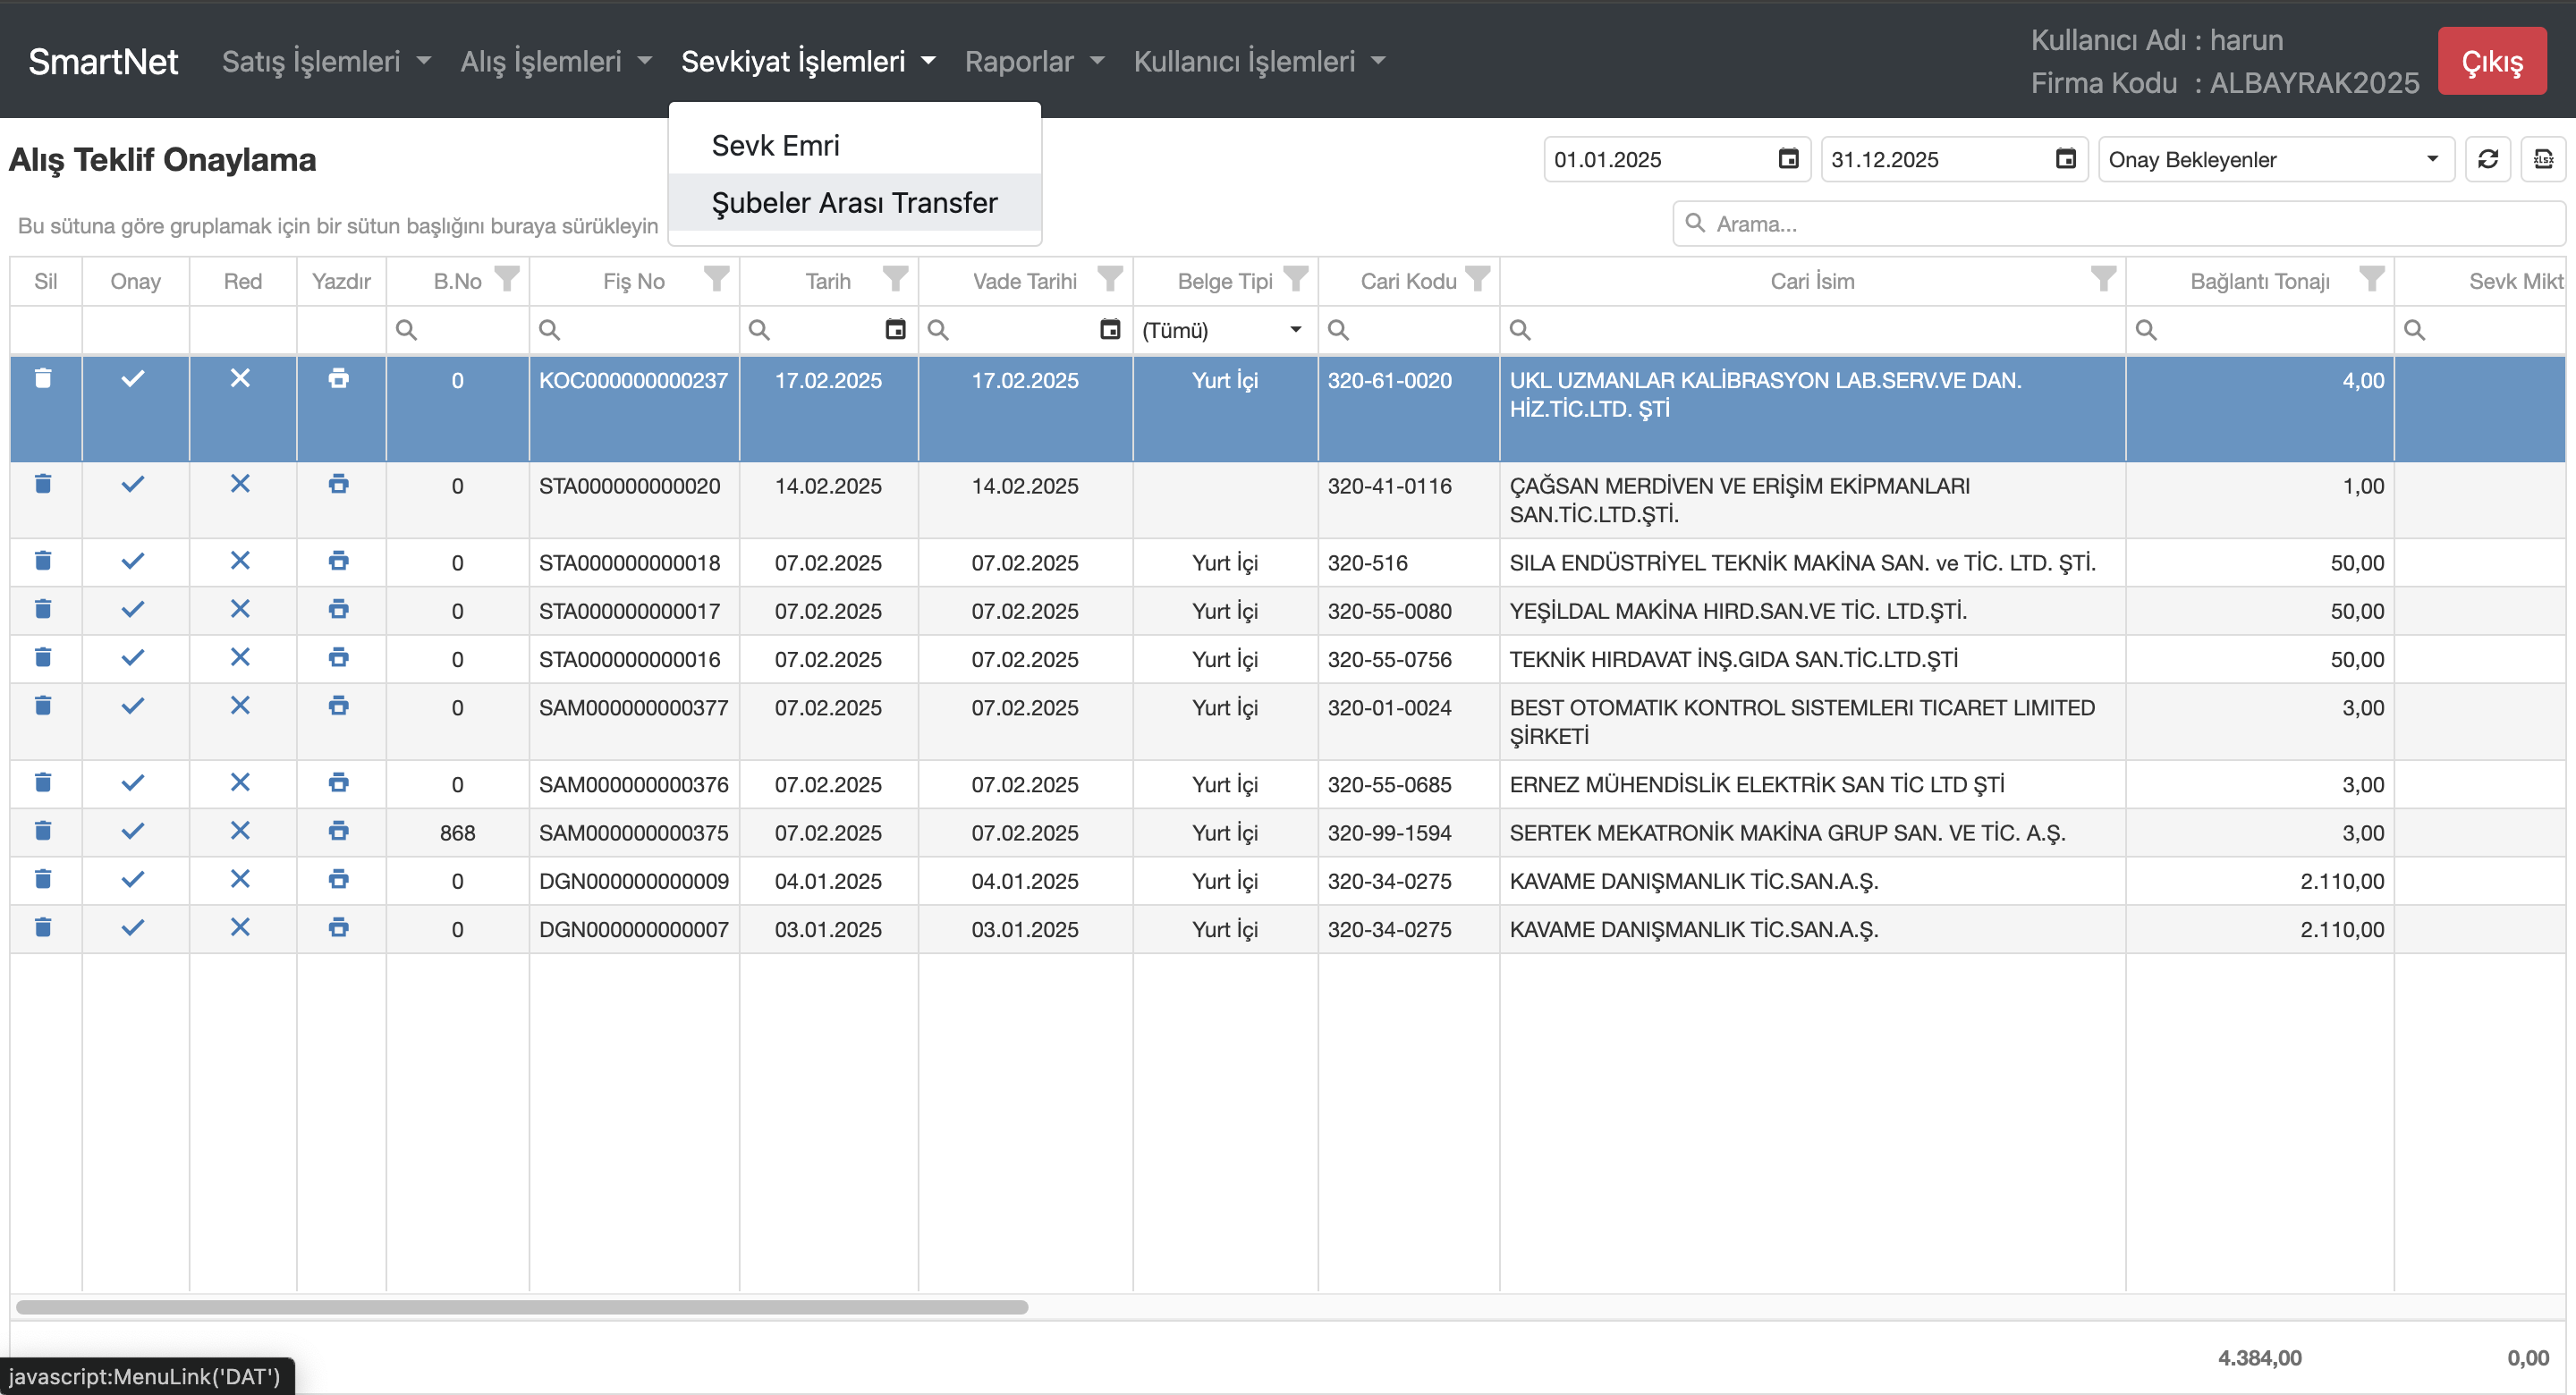 SmartNet Satış İşlemleri Alış İşlemleri Sevkiyat İşlemleri Raporlar Kullanıcı İşlemleri
Kullanıcı Adı : harun
Firma Kodu : ALBAYRAK2025
Çıkış
Sevk Emri
Şubeler Arası Transfer
Alış Teklif Onaylama
01.01.2025 31.12.2025 Onay Bekleyenler
XLSX
Bu sütuna göre gruplamak için bir sütun başlığını buraya sürükleyin
Arama...
Sil Onay Red Yazdır B.No Fiş No Tarih Vade Tarihi Belge Tipi Cari Kodu Cari İsim Bağlantı Tonajı Sevk Mikt
(Tümü)
0 KOC000000000237 17.02.2025 17.02.2025 Yurt İçi 320-61-0020 UKL UZMANLAR KALİBRASYON LAB.SERV.VE DAN. 4,00
HİZ.TİC.LTD. ŞTİ
0 STA000000000020 14.02.2025 14.02.2025 320-41-0116 ÇAĞSAN MERDİVEN VE ERİŞİM EKİPMANLARI 1,00
SAN.TİC.LTD.ŞTİ.
0 STA000000000018 07.02.2025 07.02.2025 Yurt İçi 320-516 SILA ENDÜSTRİYEL TEKNİK MAKİNA SAN. ve TİC. LTD. ŞTİ. 50,00
0 STA000000000017 07.02.2025 07.02.2025 Yurt İçi 320-55-0080 YEŞİLDAL MAKİNA HIRD.SAN.VE TİC. LTD.ŞTİ. 50,00
0 STA000000000016 07.02.2025 07.02.2025 Yurt İçi 320-55-0756 TEKNİK HIRDAVAT İNŞ.GIDA SAN.TİC.LTD.ŞTİ 50,00
0 SAM000000000377 07.02.2025 07.02.2025 Yurt İçi 320-01-0024 BEST OTOMATIK KONTROL SISTEMLERI TICARET LIMITED 3,00
ŞİRKETİ
0 SAM000000000376 07.02.2025 07.02.2025 Yurt İçi 320-55-0685 ERNEZ MÜHENDİSLİK ELEKTRİK SAN TİC LTD ŞTİ 3,00
868 SAM000000000375 07.02.2025 07.02.2025 Yurt İçi 320-99-1594 SERTEK MEKATRONİK MAKİNA GRUP SAN. VE TİC. A.Ş. 3,00
0 DGN000000000009 04.01.2025 04.01.2025 Yurt İçi 320-34-0275 KAVAME DANIŞMANLIK TİC.SAN.A.Ş. 2.110,00
0 DGN000000000007 03.01.2025 03.01.2025 Yurt İçi 320-34-0275 KAVAME DANIŞMANLIK TİC.SAN.A.Ş. 2.110,00
4.384,00 0,00
javascript:MenuLink('DAT')